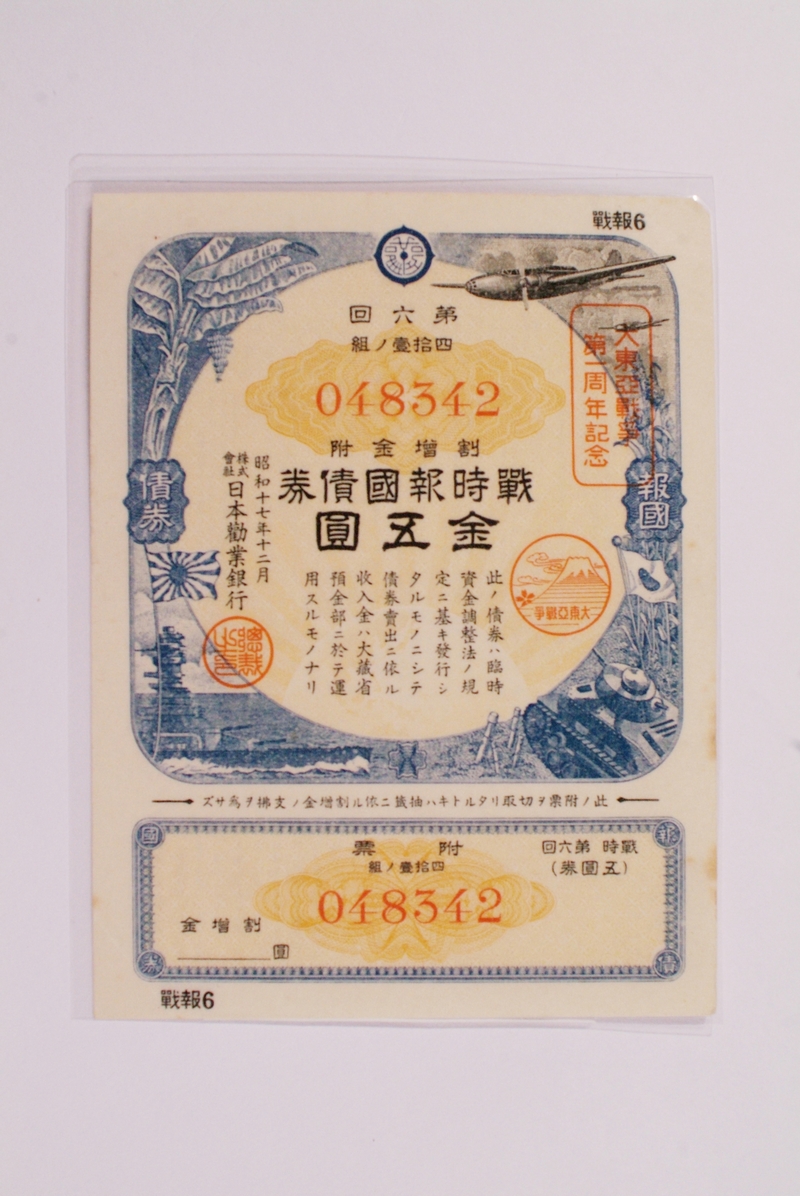 戰報6
回六第
組ノ壹拾四
048342
附金增割
券債國報時戰
圓五金
大東亞戰爭
第一周年記念
報國
債券
昭和十七年十二月
株式會社日本勸業銀行
此ノ債券ハ臨時
資金調整法ノ規
定ニ基キ發行シ
タルモノニシテ
債券賣出ニ依ル
收入金ハ大藏省
預金部ニ於テ運
用スルモノナリ
爭戰亞東大
ズサ爲ヲ拂支ノ金增割ル依ニ籤抽ハキトルタリ取切ヲ票附ノ此
國
報
回六第 時戰
(券圓五)
票附
組ノ壹拾四
048342
金增割
圓
券
債
戰報6